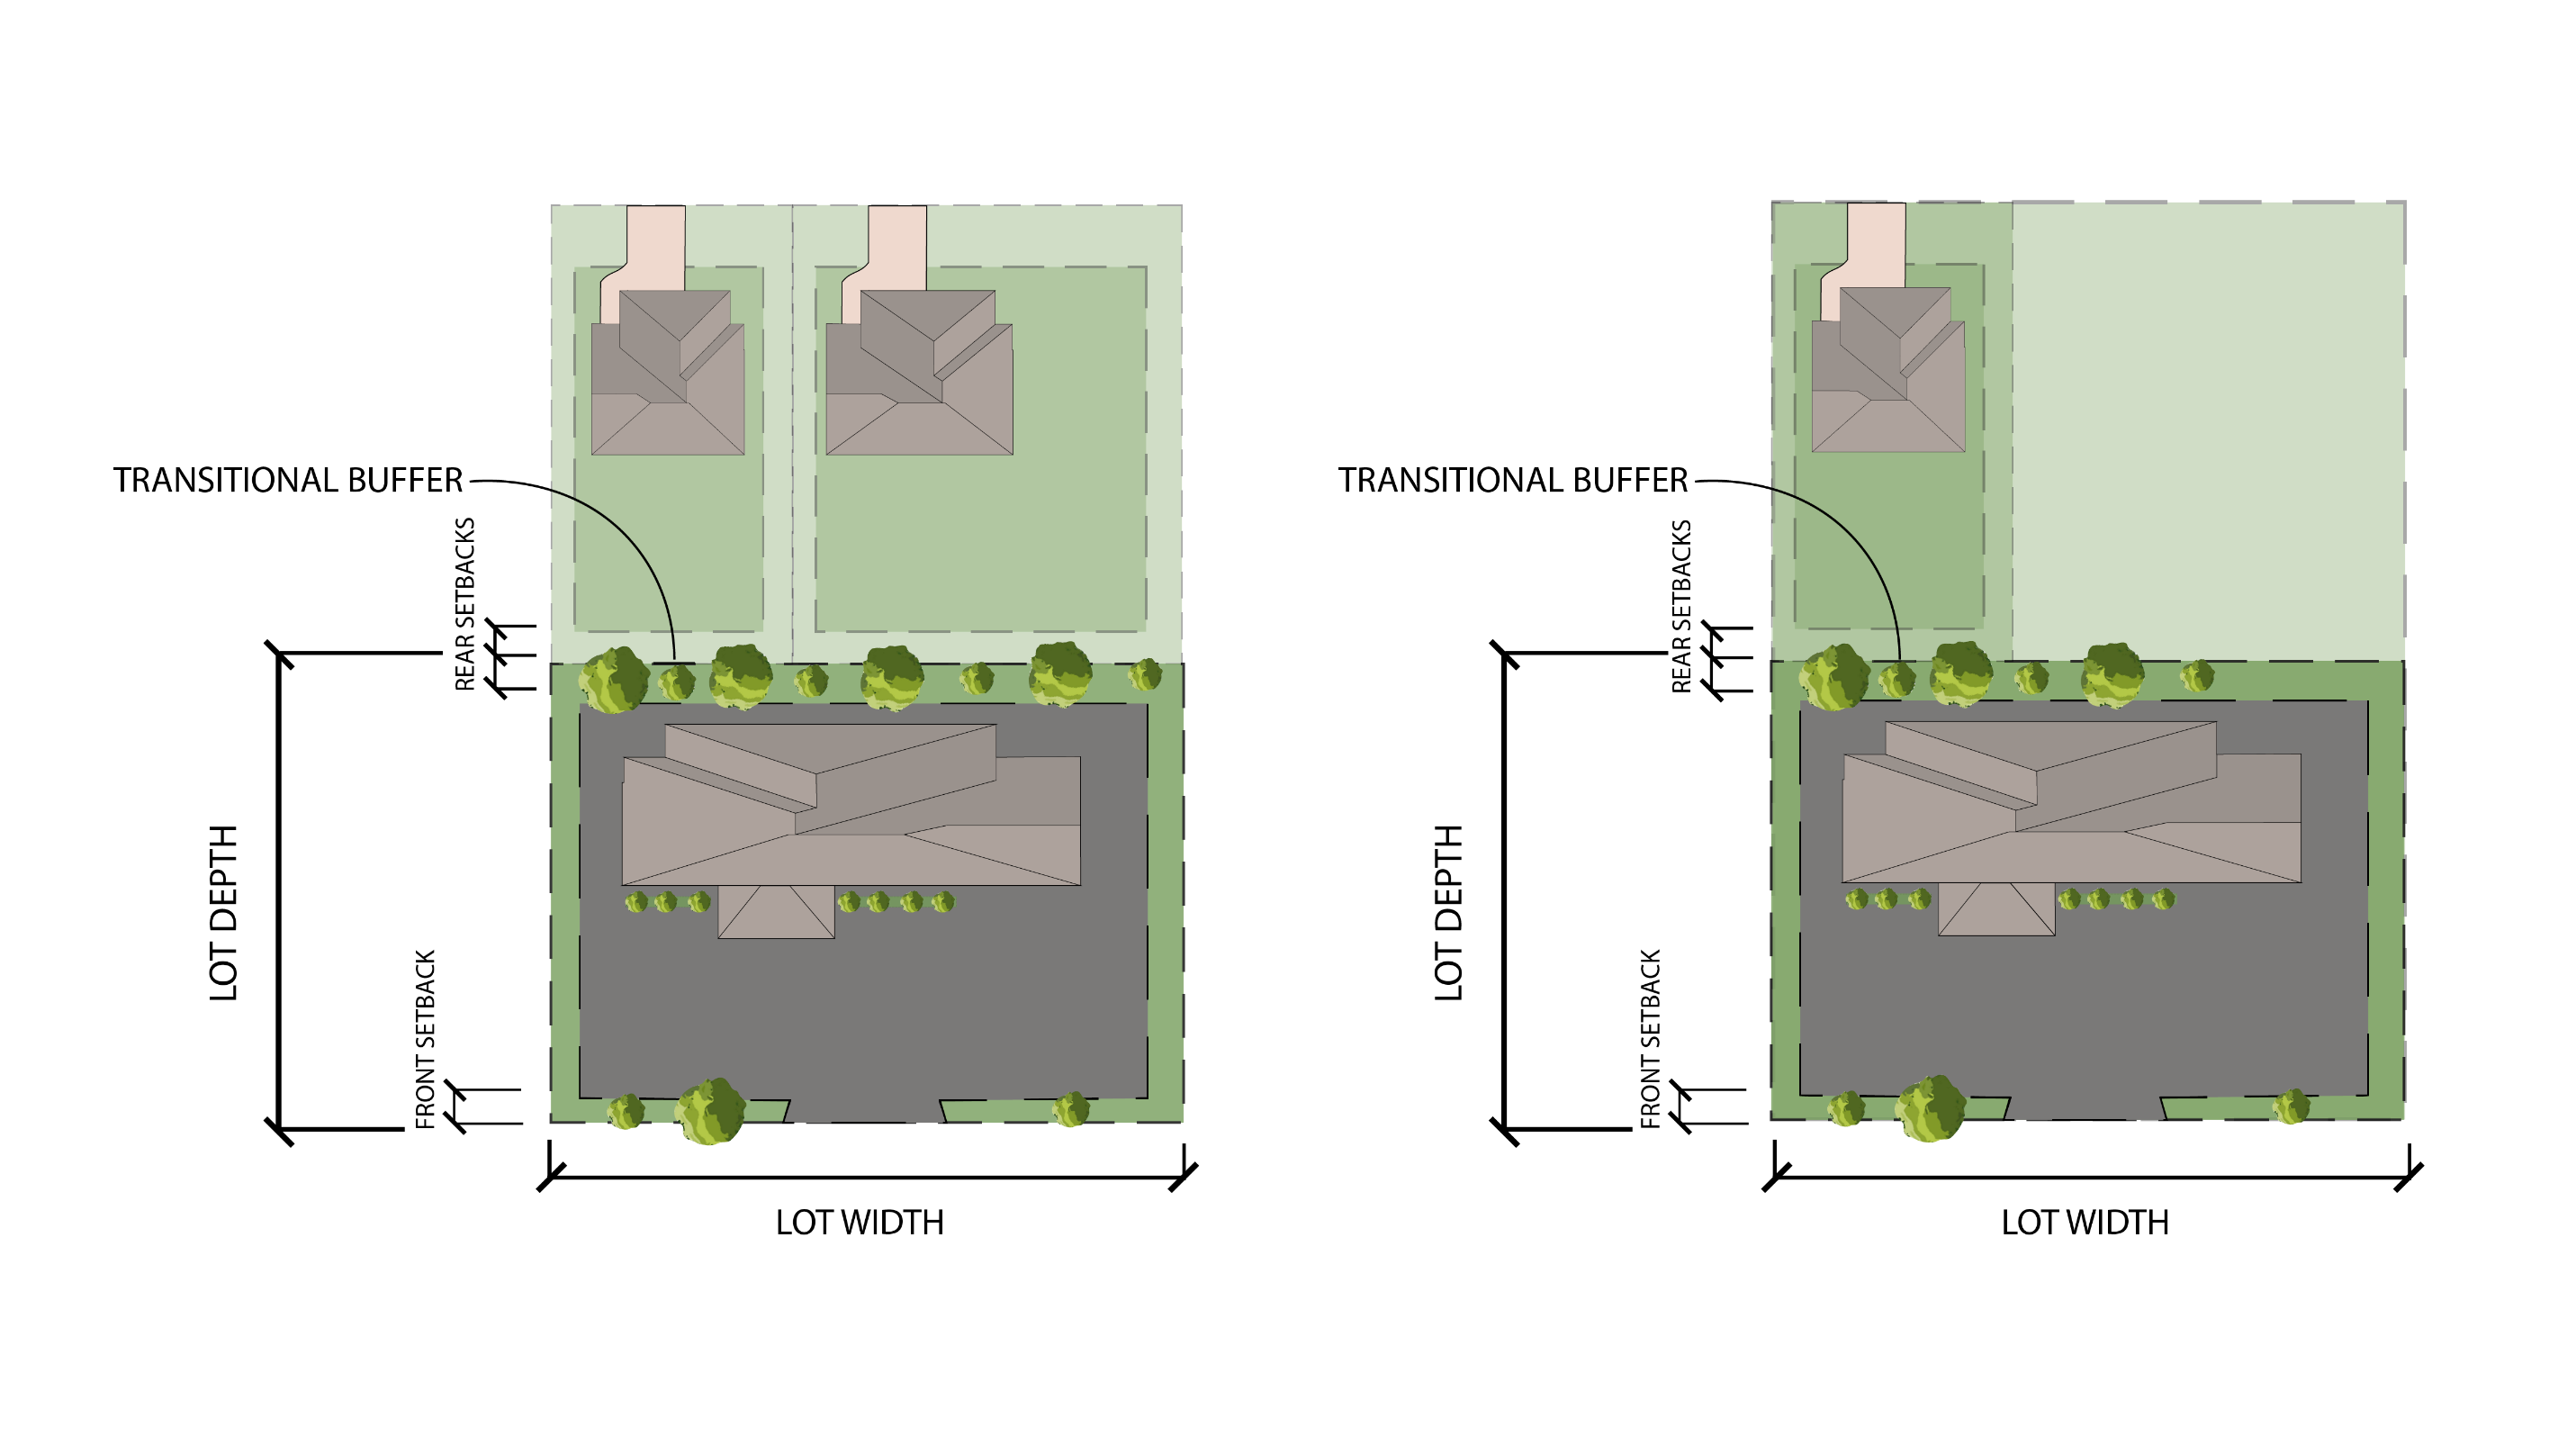 TRANSITIONAL BUFFER
REAR SETBACKS
LOT DEPTH
FRONT SETBACK
LOT WIDTH
TRANSITIONAL BUFFER
REAR SETBACKS
LOT DEPTH
FRONT SETBACK
LOT WIDTH